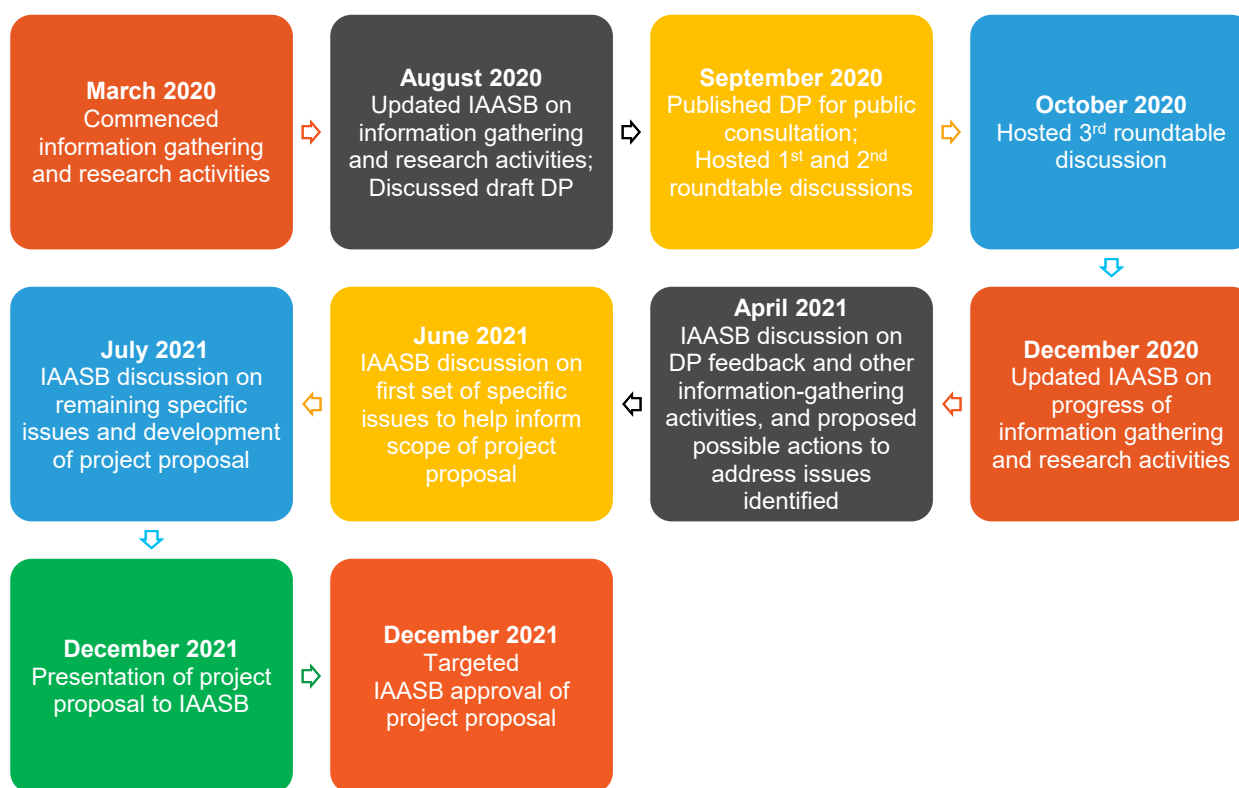 March 2020
Commenced
information gathering
and research activities
August 2020
Updated IAASB on
information gathering
and research activities;
Discussed draft DP
September 2020
Published DP for public
consultation;
Hosted 1st and 2nd
roundtable discussions
October 2020
Hosted 3rd roundtable
discussion
December 2020
Updated IAASB on
progress of
information gathering
and research activities
April 2021
IAASB discussion on
DP feedback and other
information-gathering
activities, and proposed
possible actions to
address issues
identified
June 2021
IAASB discussion on
first set of specific
issues to help inform
scope of project
proposal
July 2021
IAASB discussion on
remaining specific
issues and development
of project proposal
December 2021
Presentation of project
proposal to IAASB
December 2021
Targeted
IAASB approval of
project proposal